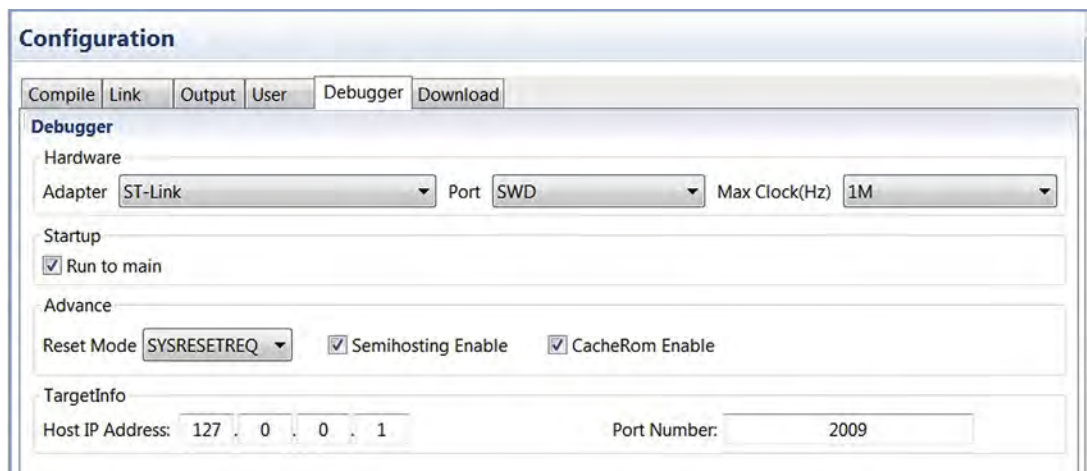 Configuration
Compile Link Output User Debugger Download
Debugger
Hardware
Adapter ST-Link Port SWD Max Clock(Hz) 1M
Startup
Run to main
Advance
Reset Mode SYSRESETREQ Semihosting Enable CacheRom Enable
TargetInfo
Host IP Address: 127 . 0 . 0 . 1 Port Number: 2009